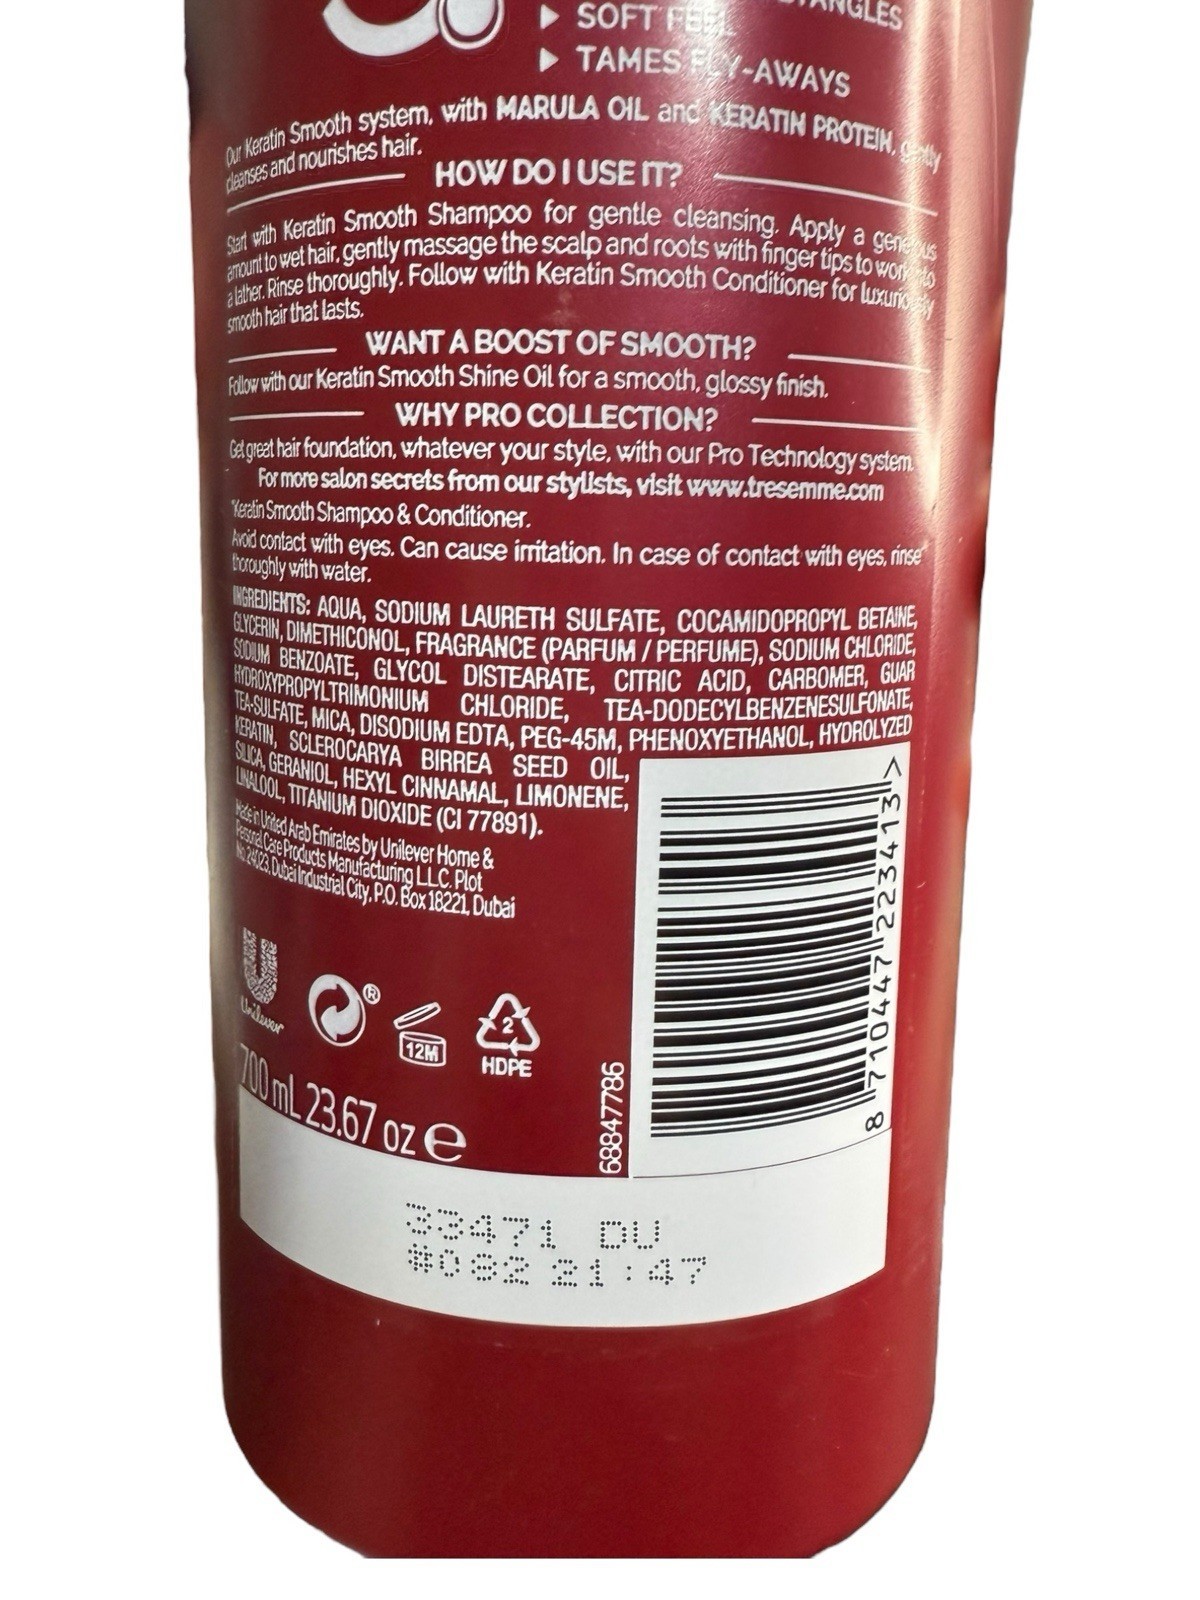 ▶ SOFT FEEL
▶ TAMES FLY-AWAYS
Our Keratin Smooth system, with MARULA OIL and KERATIN PROTEIN, gently
cleanses and nourishes hair.
HOW DO I USE IT?
Start with Keratin Smooth Shampoo for gentle cleansing. Apply a generous
amount to wet hair, gently massage the scalp and roots with finger tips to work into
a lather. Rinse thoroughly. Follow with Keratin Smooth Conditioner for luxuriously
smooth hair that lasts.
WANT A BOOST OF SMOOTH?
Follow with our Keratin Smooth Shine Oil for a smooth, glossy finish.
WHY PRO COLLECTION?
Get great hair foundation, whatever your style, with our Pro Technology system.
For more salon secrets from our stylists, visit www.tresemme.com
*Keratin Smooth Shampoo & Conditioner.
Avoid contact with eyes. Can cause irritation. In case of contact with eyes, rinse
thoroughly with water.
INGREDIENTS: AQUA, SODIUM LAURETH SULFATE, COCAMIDOPROPYL BETAINE,
GLYCERIN, DIMETHICONOL, FRAGRANCE (PARFUM / PERFUME), SODIUM CHLORIDE,
SODIUM BENZOATE, GLYCOL DISTEARATE, CITRIC ACID, CARBOMER, GUAR
HYDROXYPROPYLTRIMONIUM CHLORIDE, TEA-DODECYLBENZENESULFONATE,
TEA-SULFATE, MICA, DISODIUM EDTA, PEG-45M, PHENOXYETHANOL, HYDROLYZED
KERATIN, SCLEROCARYA BIRREA SEED OIL,
SILICA, GERANIOL, HEXYL CINNAMAL, LIMONENE,
LINALOOL, TITANIUM DIOXIDE (CI 77891).
Made in United Arab Emirates by Unilever Home &
Personal Care Products Manufacturing L.L.C. Plot
No. 24023, Dubai Industrial City, P.O. Box 18221, Dubai
Unilever
®
12M
2
HDPE
700 mL 23.67 oz e
68847786
8 710447 223413 >
33471 DU
#082 21:47